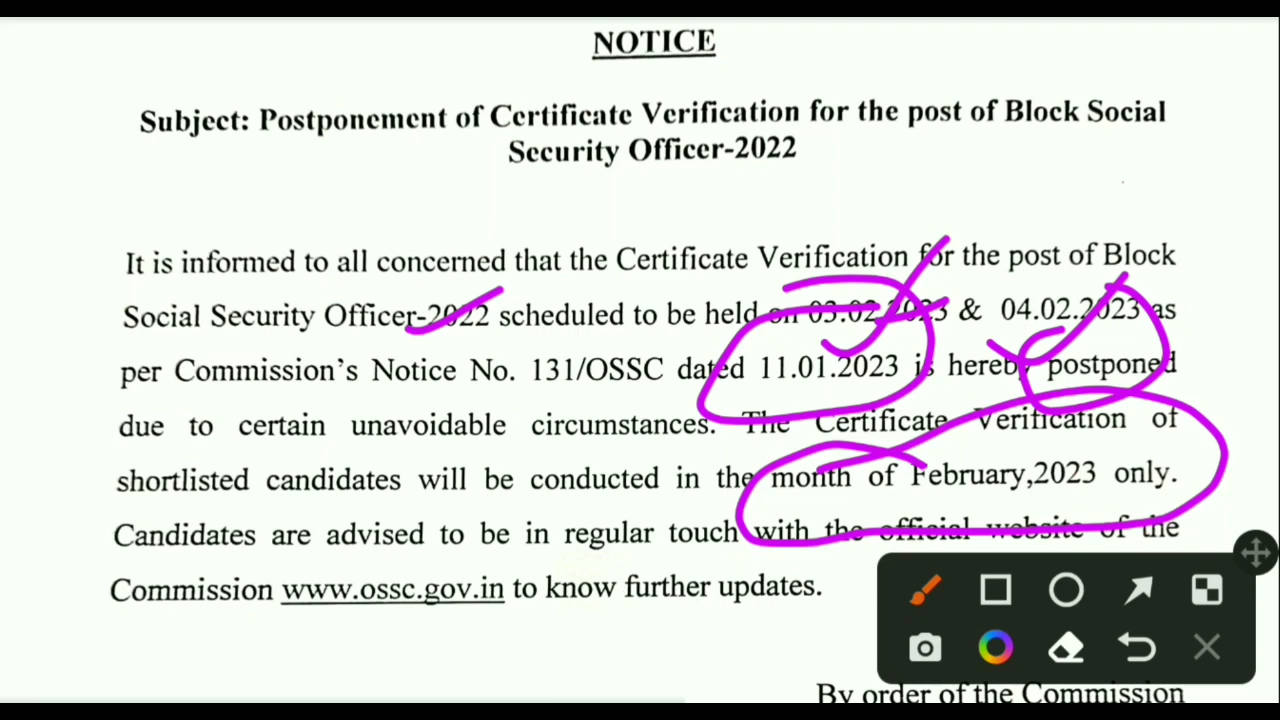 NOTICE
Subject: Postponement of Certificate Verification for the post of Block Social
Security Officer-2022
It is informed to all concerned that the Certificate Verification for the post of Block
Social Security Officer-2022 scheduled to be held on 03.02.2023 & 04.02.2023 as
per Commission's Notice No. 131/OSSC dated 11.01.2023 is hereby postponed
due to certain unavoidable circumstances. The Certificate Verification of
shortlisted candidates will be conducted in the month of February,2023 only.
Candidates are advised to be in regular touch with the official website of the
Commission www.ossc.gov.in to know further updates.
By order of the Commission